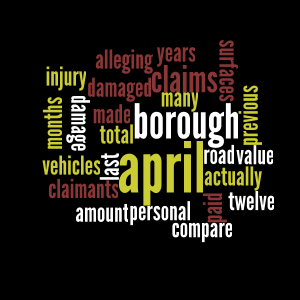 alleging
years
surfaces
injury
damaged
claims
many
months
damage
made
borough
previous
total
vehicles
last
april
road
value
claimants
actually
amount
personal
paid
twelve
compare